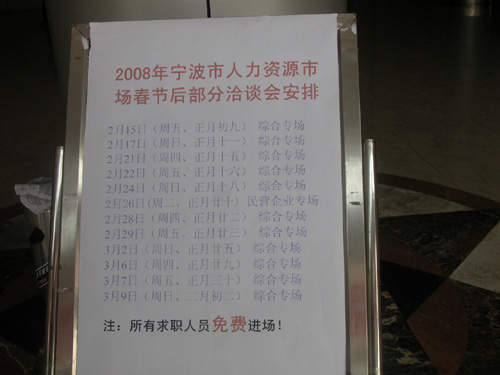 2008年宁波市人力资源市
场春节后部分洽谈会安排
2月15日（周五、正月初九） 综合专场
2月17日（周日、正月十一） 综合专场
2月21日（周四、正月十五） 综合专场
2月22日（周五、正月十六） 综合专场
2月24日（周日、正月十八） 综合专场
2月26日(周二、正月廿十) 民营企业专场
2月28日（周四、正月廿二） 综合专场
2月29日（周五、正月廿三） 综合专场
3月2日（周日、正月廿五） 综合专场
3月6日（周四、正月廿九） 综合专场
3月7日（周五、正月三十） 综合专场
3月9日（周日、二月初二） 综合专场
注：所有求职人员免费进场！